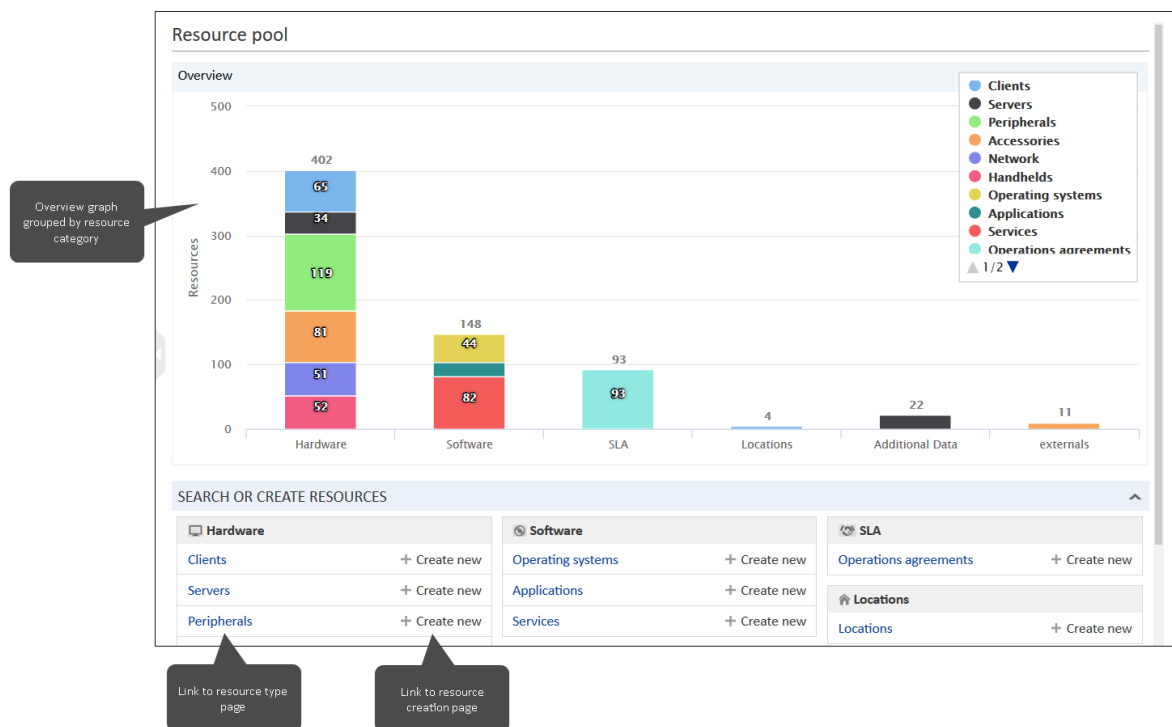 Resource pool
Overview
Clients
Servers
Peripherals
Accessories
Network
Handhelds
Operating systems
Applications
Services
Operations agreements
1/2
500
400
300
200
100
0
Resources
402
65
34
119
81
51
52
148
44
82
93
93
4
22
11
Hardware
Software
SLA
Locations
Additional Data
externals
Overview graph
grouped by resource
category
SEARCH OR CREATE RESOURCES
Hardware
Clients + Create new
Servers + Create new
Peripherals + Create new
Software
Operating systems + Create new
Applications + Create new
Services + Create new
SLA
Operations agreements + Create new
Locations
Locations + Create new
Link to resource type
page
Link to resource
creation page